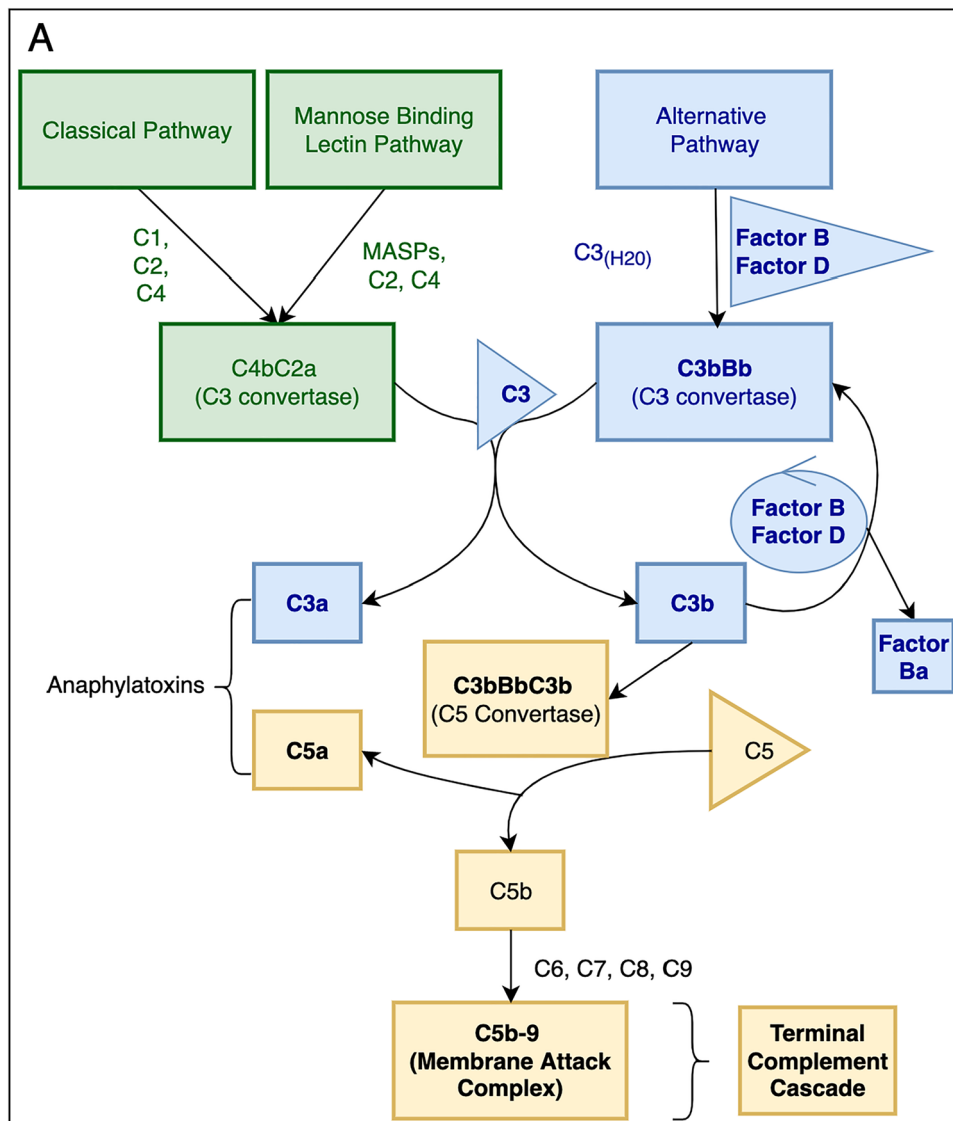 A
Classical Pathway
Mannose Binding
Lectin Pathway
Alternative
Pathway
C1,
C2,
C4
MASPs,
C2, C4
C3(H20)
Factor B
Factor D
C4bC2a
(C3 convertase)
C3
C3bBb
(C3 convertase)
Factor B
Factor D
C3a
C3b
Factor
Ba
Anaphylatoxins
C3bBbC3b
(C5 Convertase)
C5a
C5
C5b
C6, C7, C8, C9
C5b-9
(Membrane Attack
Complex)
Terminal
Complement
Cascade